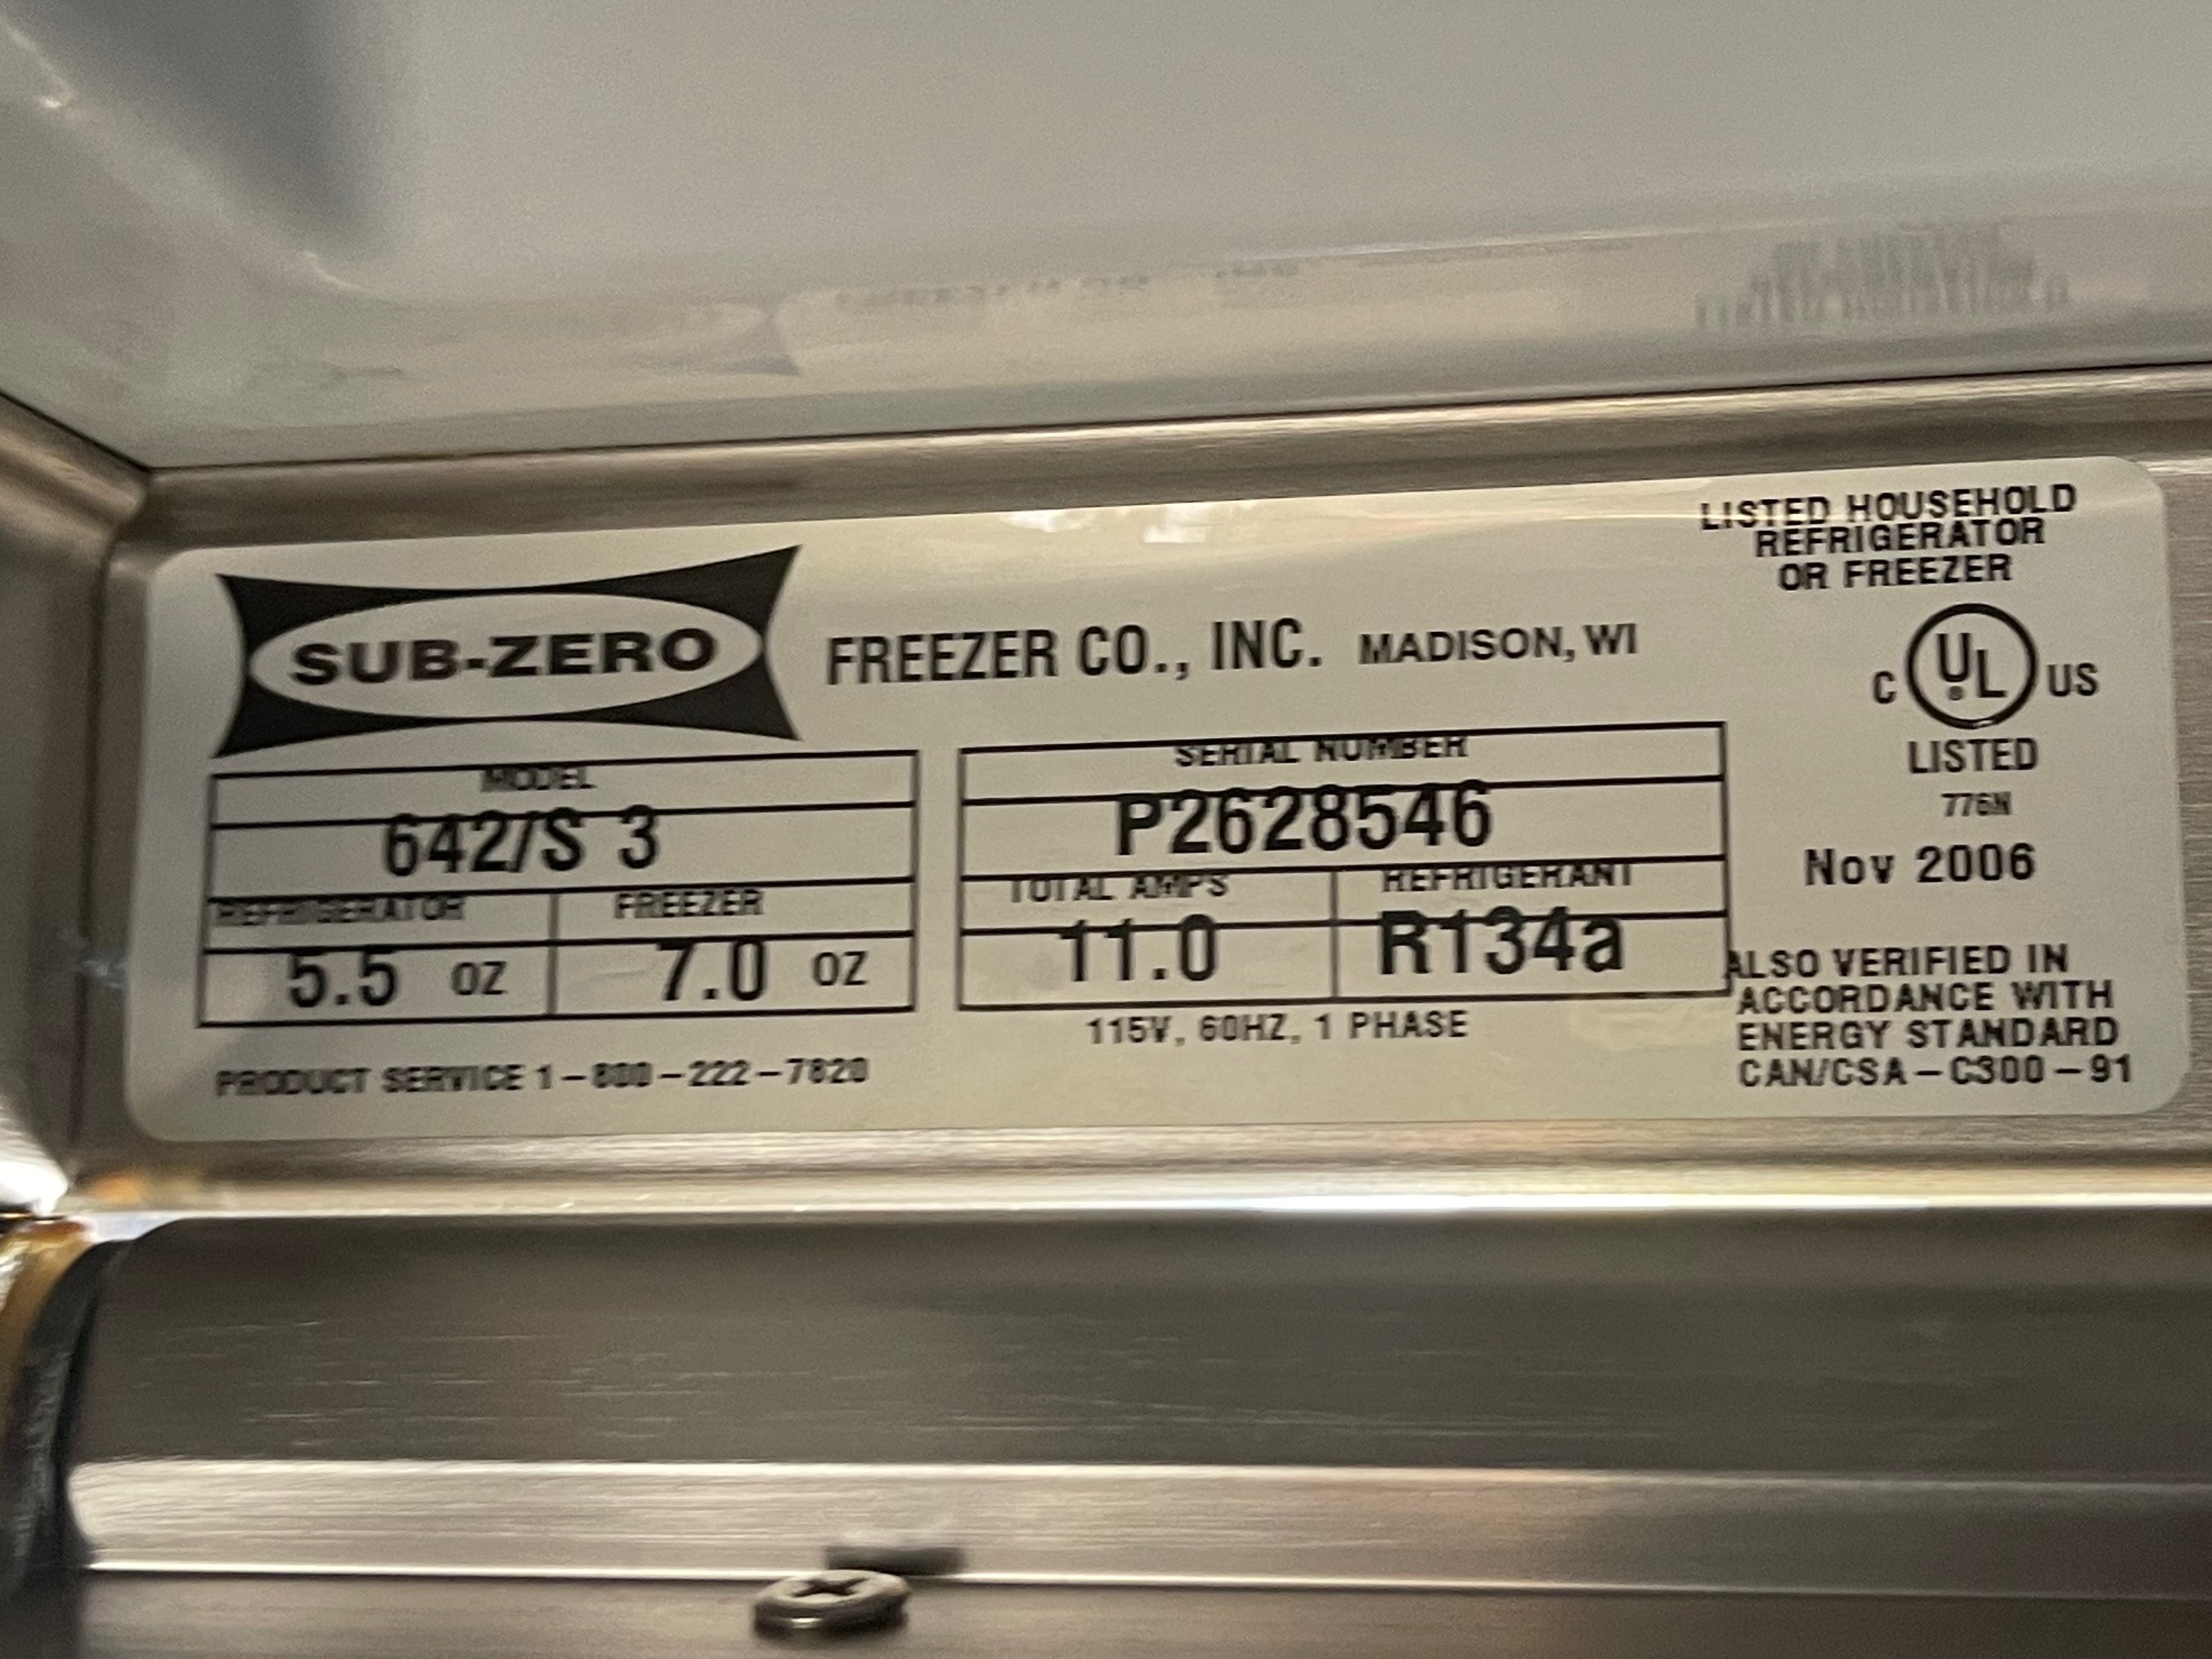 LISTED HOUSEHOLD
REFRIGERATOR
OR FREEZER
SUB-ZERO FREEZER CO., INC. MADISON, WI
C UL US
LISTED
776N
Nov 2006
MODEL
642/S 3
REFRIGERATOR FREEZER
5.5 OZ 7.0 OZ
SERIAL NUMBER
P2628546
TOTAL AMPS REFRIGERANT
11.0 R134a
115V, 60HZ, 1 PHASE
PRODUCT SERVICE 1-800-222-7820
ALSO VERIFIED IN
ACCORDANCE WITH
ENERGY STANDARD
CAN/CSA-C300-91